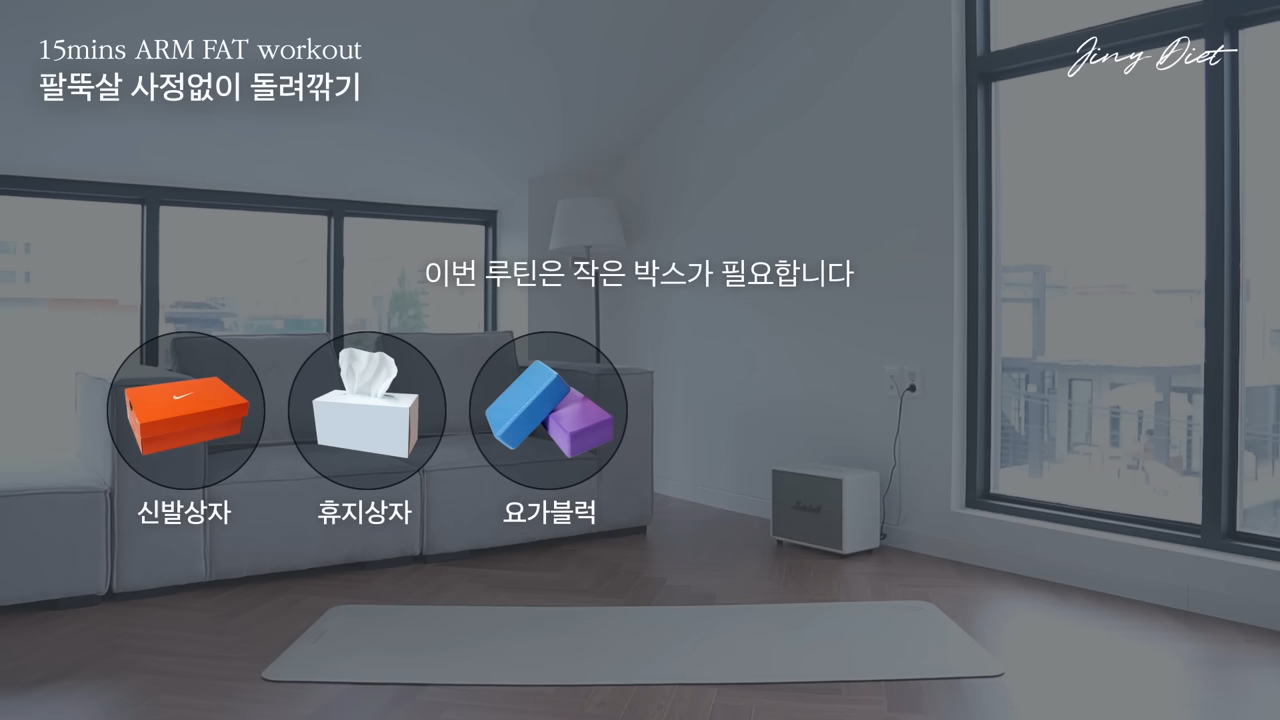 15mins ARM FAT workout
팔뚝살 사정없이 돌려깎기
Jiny Diet
이번 루틴은 작은 박스가 필요합니다
신발상자
휴지상자
요가블럭
Marshall